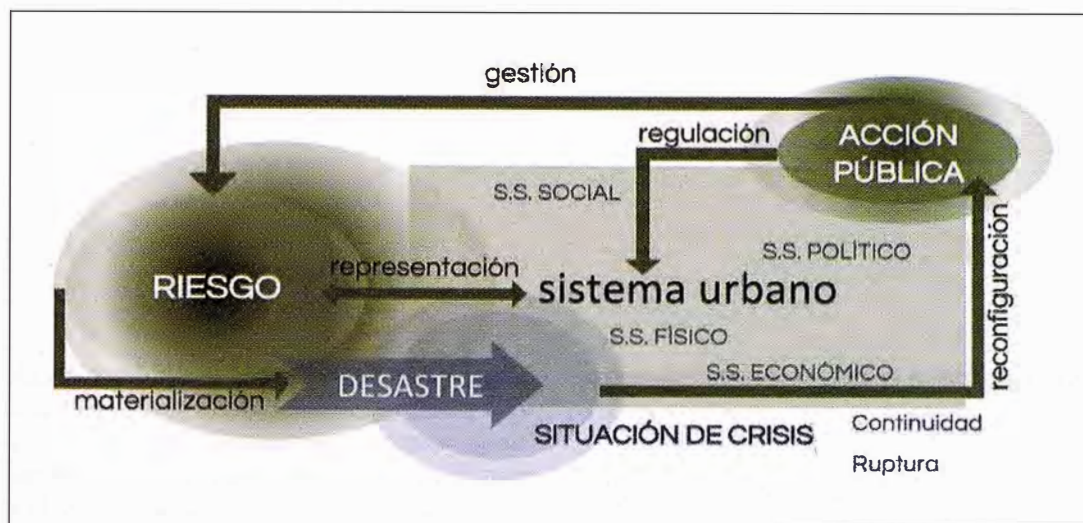 gestión
regulación
ACCIÓN
PÚBLICA
S.S. SOCIAL
S.S. POLÍTICO
reconfiguración
RIESGO
representación
sistema urbano
S.S. FÍSICO
DESASTRE
S.S. ECONÓMICO
materialización
SITUACIÓN DE CRISIS
Continuidad
Ruptura